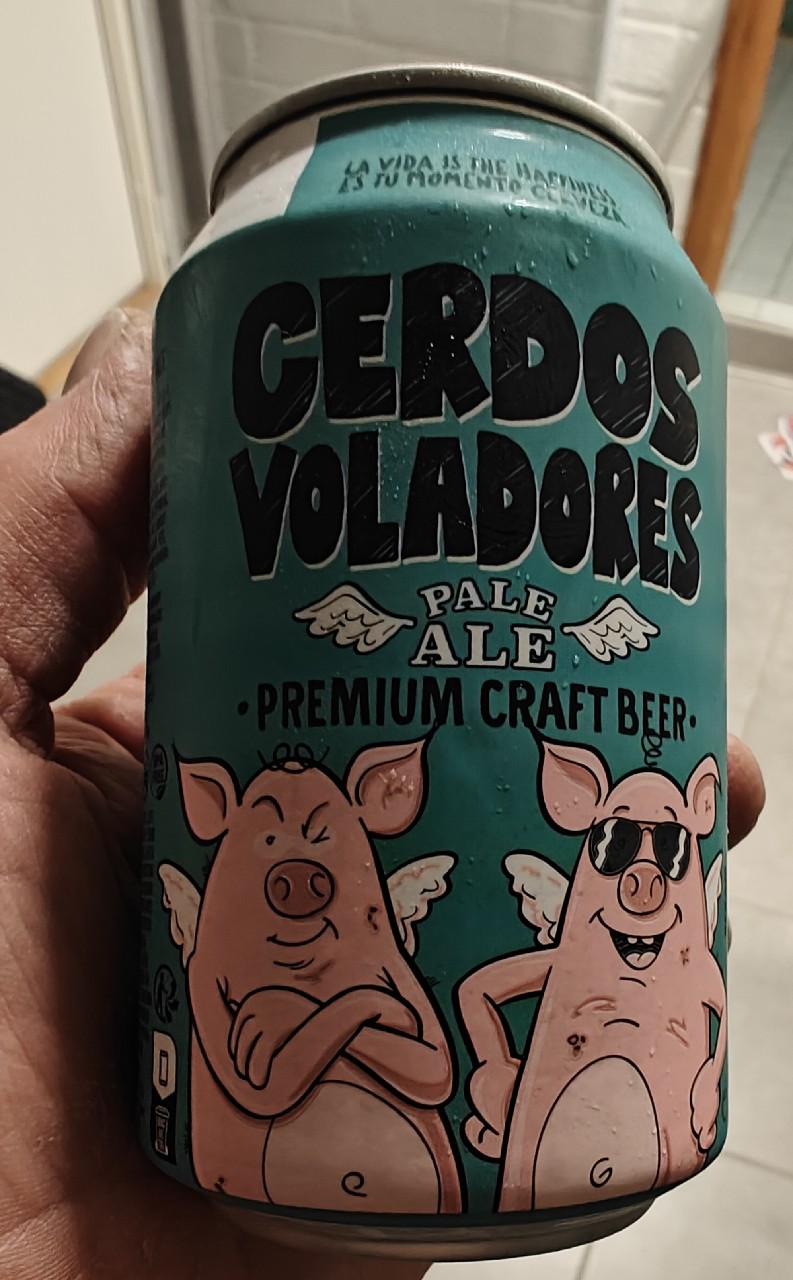 LA VIDA IS THE HAPPINESS
ES TU MOMENTO CERVEZA
CERDOS
VOLADORES
PALE
ALE
·PREMIUM CRAFT BEER·